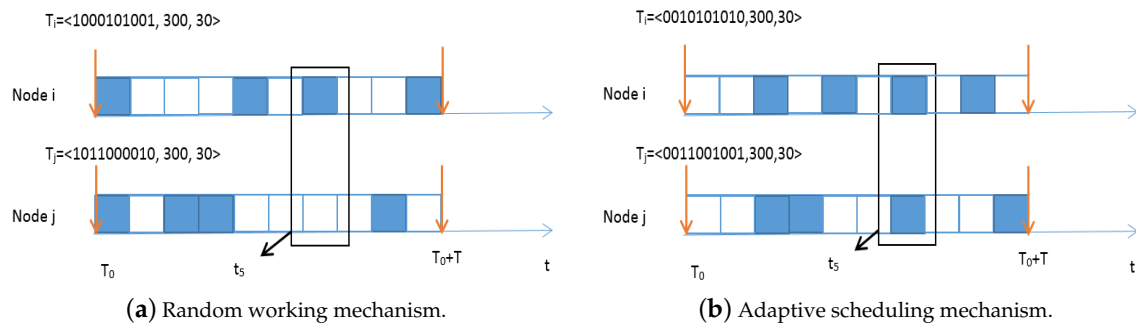 Tᵢ=<1000101001, 300, 30>
Node i
Tⱼ=<1011000010, 300, 30>
Node j
T₀
t₅
T₀+T
t
(a) Random working mechanism.
Tᵢ=<0010101010,300,30>
Node i
Tⱼ=<0011001001,300,30>
Node j
T₀
t₅
T₀+T
t
(b) Adaptive scheduling mechanism.